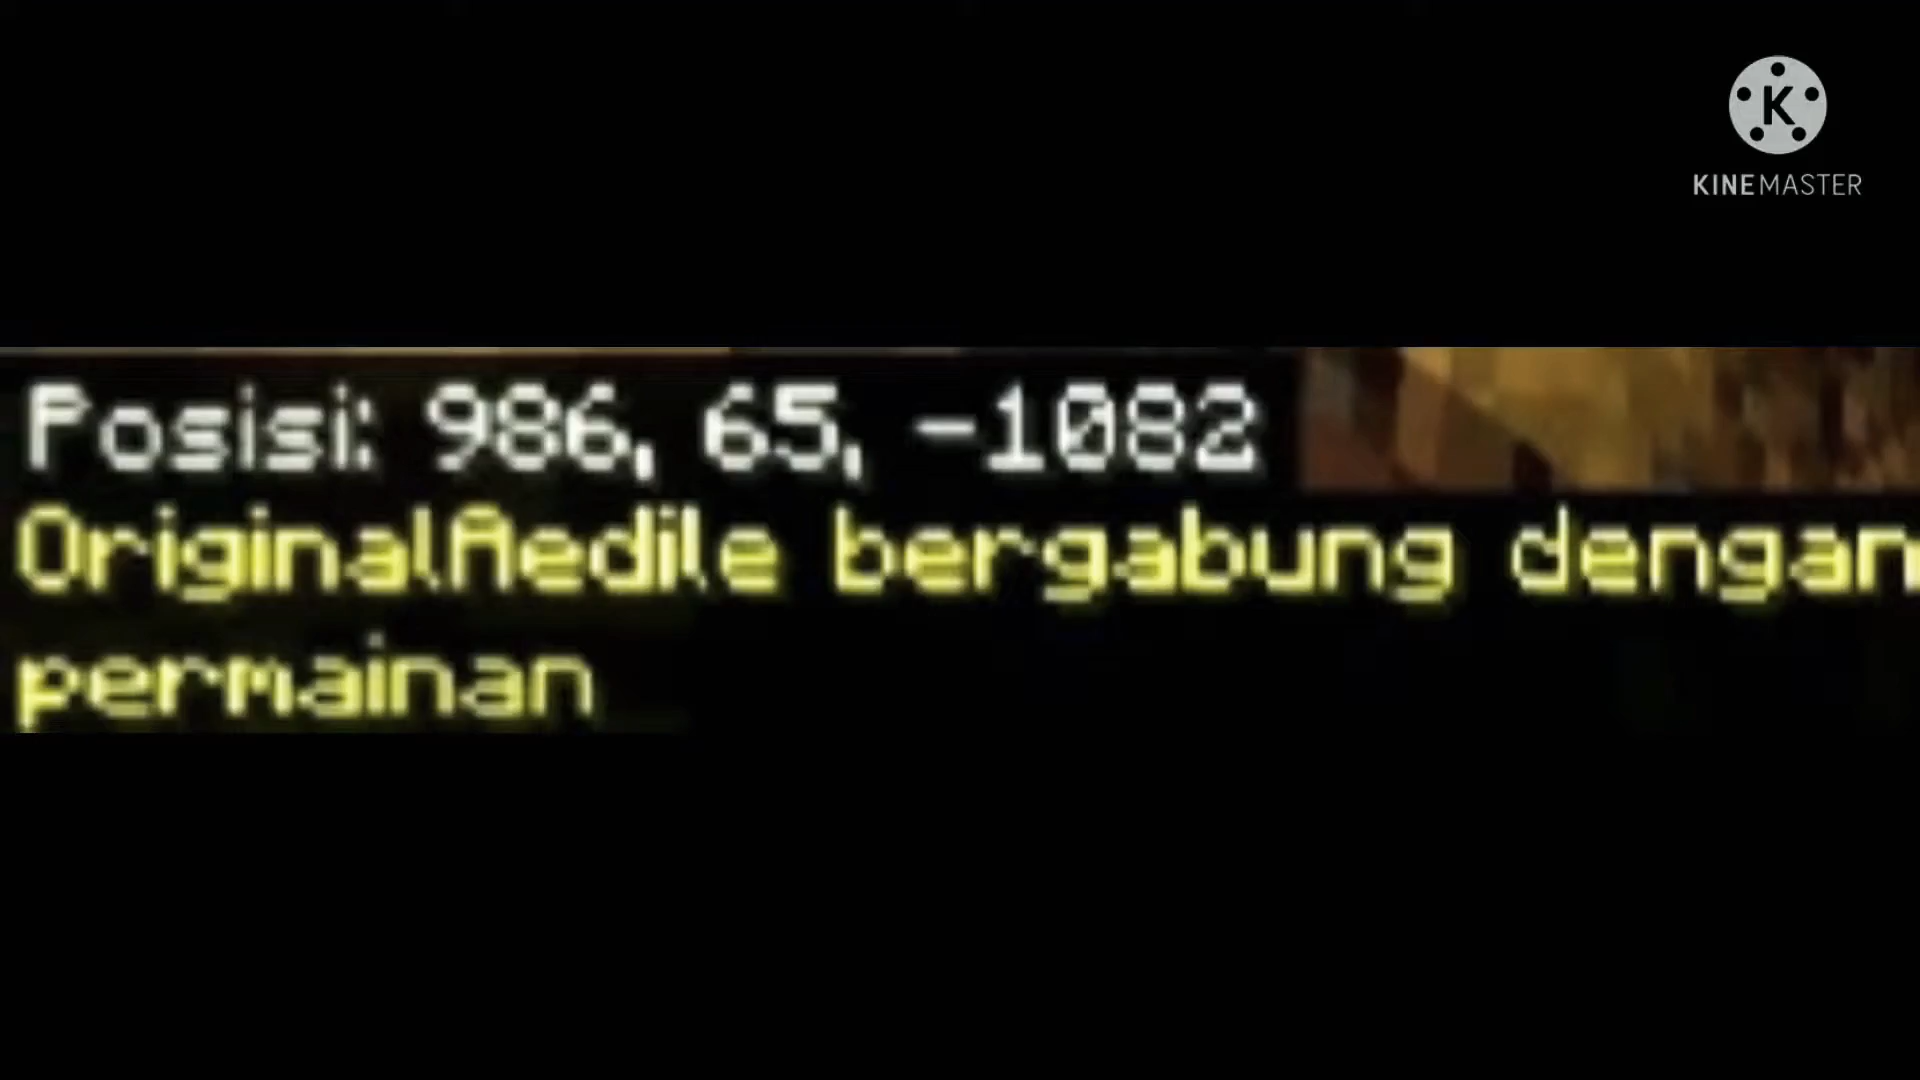 K
KINEMASTER
Posisi: 986, 65, -1082
OriginalAedile bergabung dengan
permainan